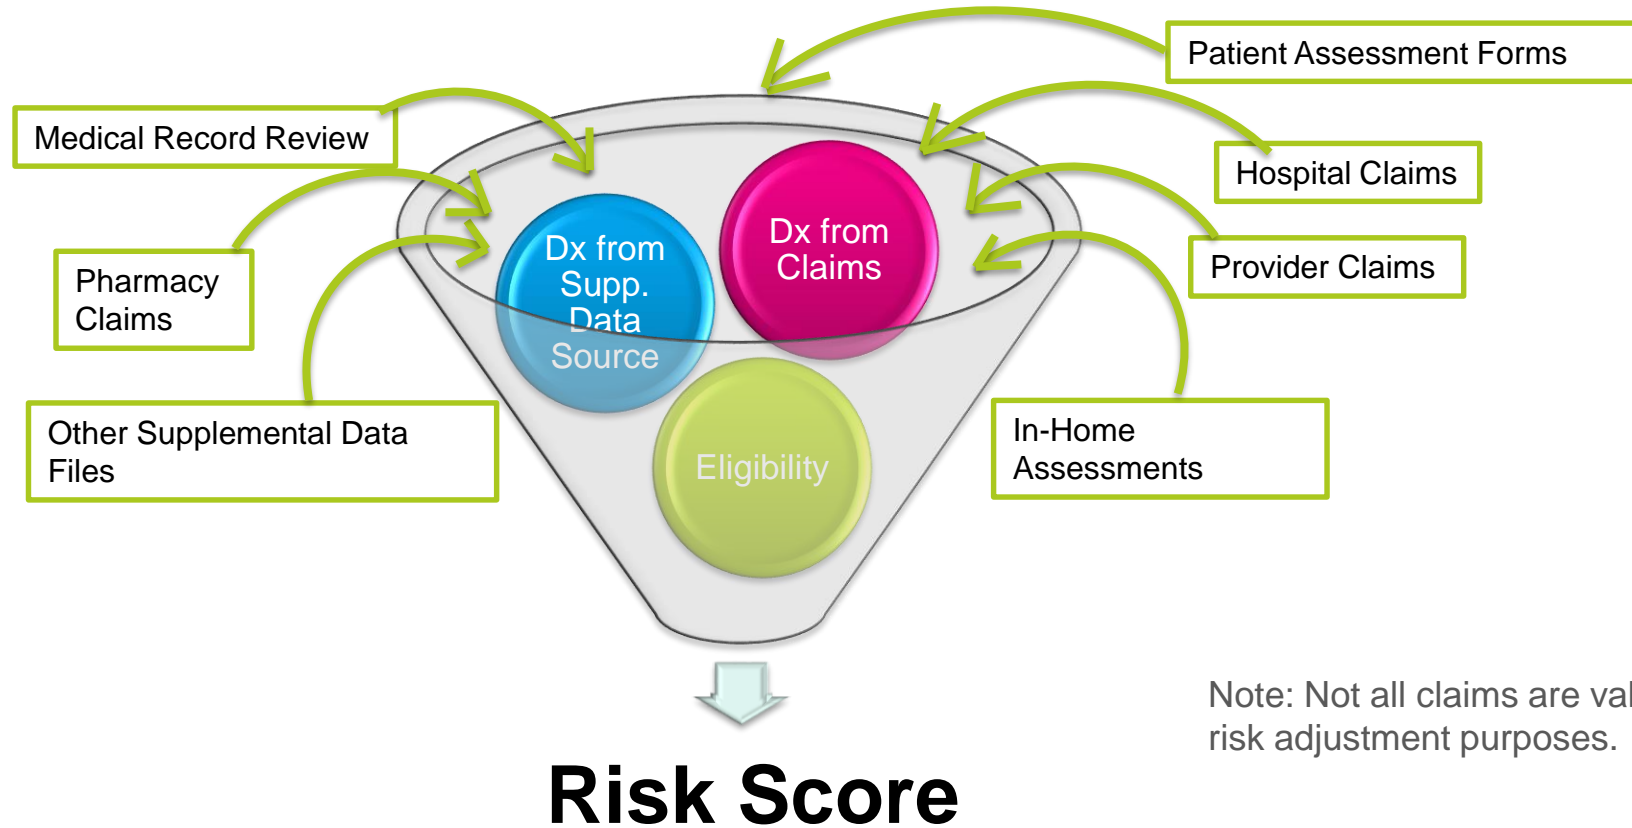 Patient Assessment Forms
Medical Record Review
Hospital Claims
Dx from
Claims
Dx from
Supp.
Data
Source
Provider Claims
Pharmacy
Claims
Other Supplemental Data
Files
Eligibility
In-Home
Assessments
Note: Not all claims are
risk adjustment purposes.
Risk Score